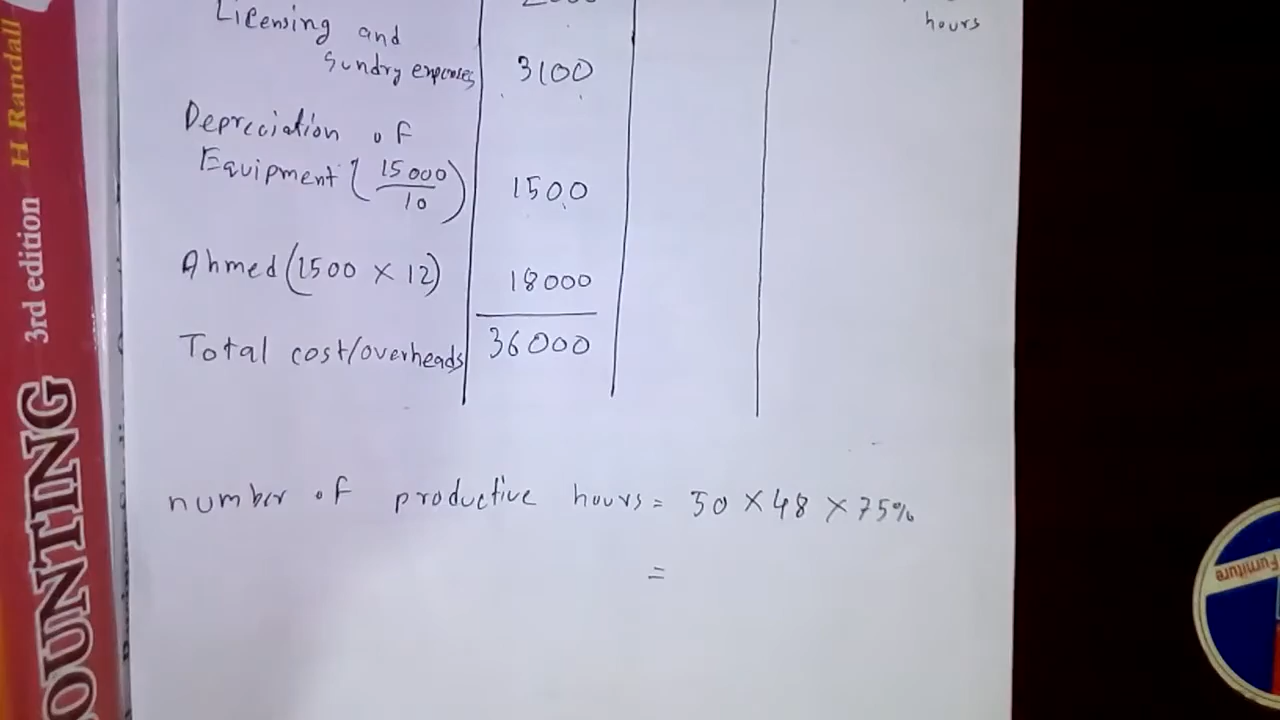 Licensing and
hours
Sundry expenses 3100
Depreciation of
Equipment (15000/10) 1500
Ahmed (1500 × 12) 18000
Total cost/overheads 36000
number of productive hours = 50 × 48 × 75%
=
OUNTING 3rd edition H Randall
Furniture